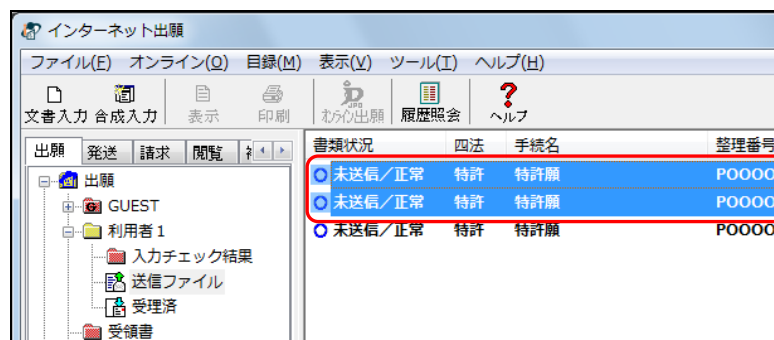 インターネット出願
ファイル(F) オンライン(O) 目録(M) 表示(V) ツール(T) ヘルプ(H)
文書入力 合成入力 表示 印刷 ｵﾝﾗｲﾝ出願 履歴照会 ヘルプ
出願 発送 請求 閲覧
書類状況 四法 手続名 整理番号
出願
未送信／正常 特許 特許願 POOOO
GUEST
未送信／正常 特許 特許願 POOOO
利用者1
未送信／正常 特許 特許願 POOOO
入力チェック結果
送信ファイル
受理済
受領書